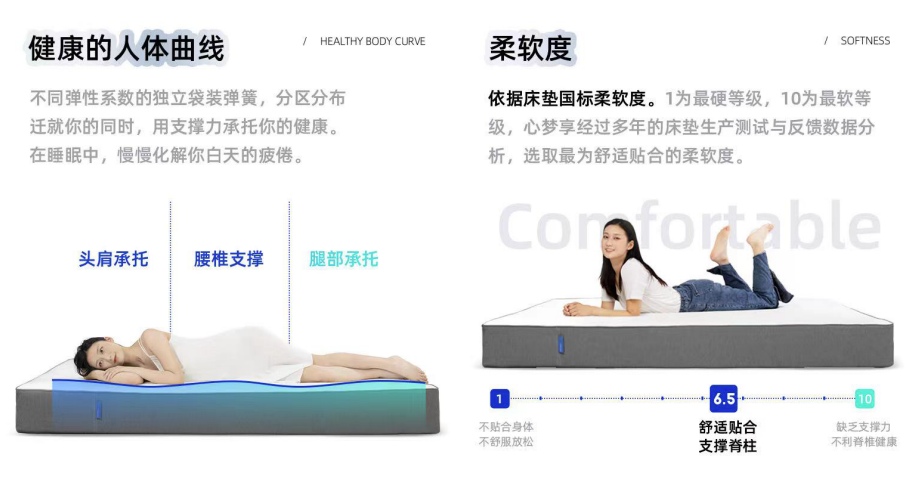 健康的人体曲线
/ HEALTHY BODY CURVE
不同弹性系数的独立袋装弹簧，分区分布
迁就你的同时，用支撑力承托你的健康。
在睡眠中，慢慢化解你白天的疲倦。
头肩承托
腰椎支撑
腿部承托
柔软度
/ SOFTNESS
依据床垫国标柔软度。1为最硬等级，10为最软等
级，心梦享经过多年的床垫生产测试与反馈数据分
析，选取最为舒适贴合的柔软度。
Comfortable
1
6.5
10
不贴合身体
不舒服放松
舒适贴合
支撑脊柱
缺乏支撑力
不利脊椎健康